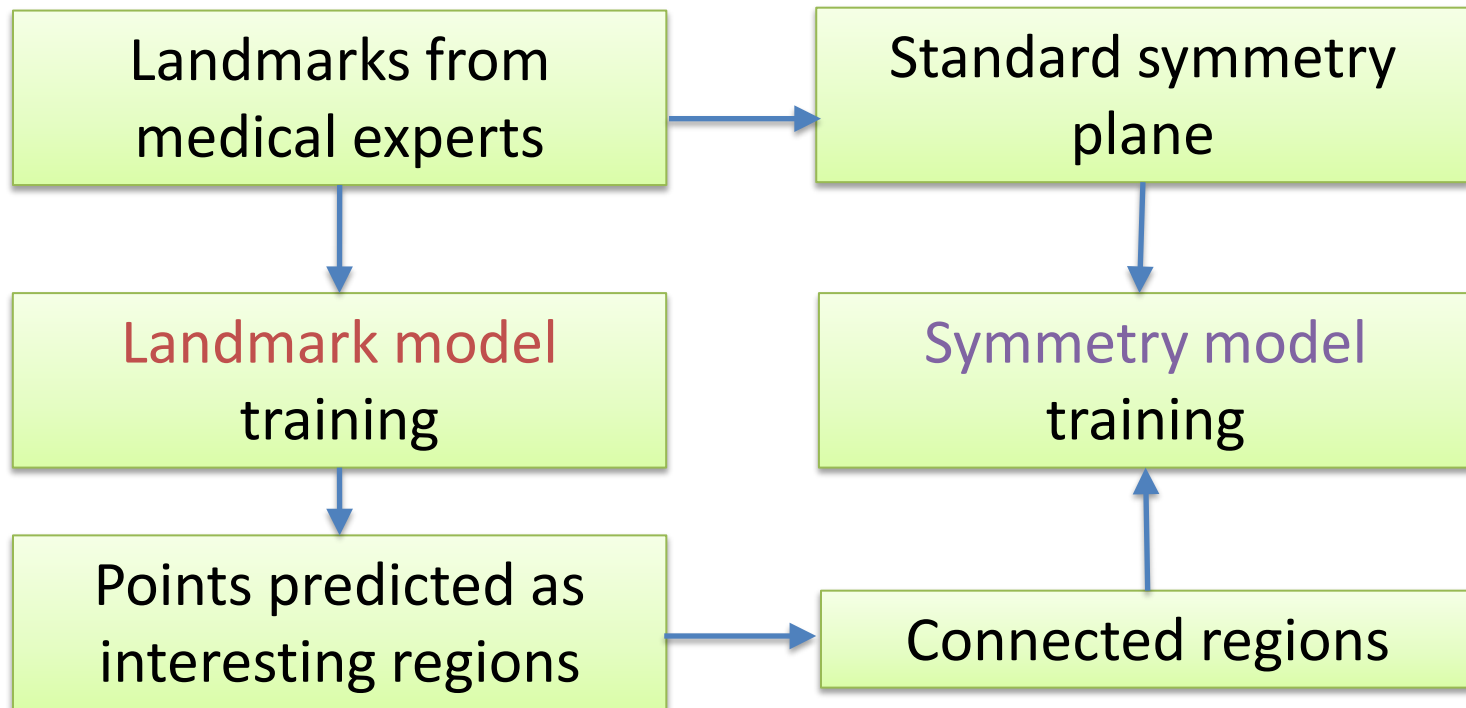 Landmarks from
medical experts
Standard symmetry
plane
Landmark model
training
Symmetry model
training
Points predicted as
interesting regions
Connected regions